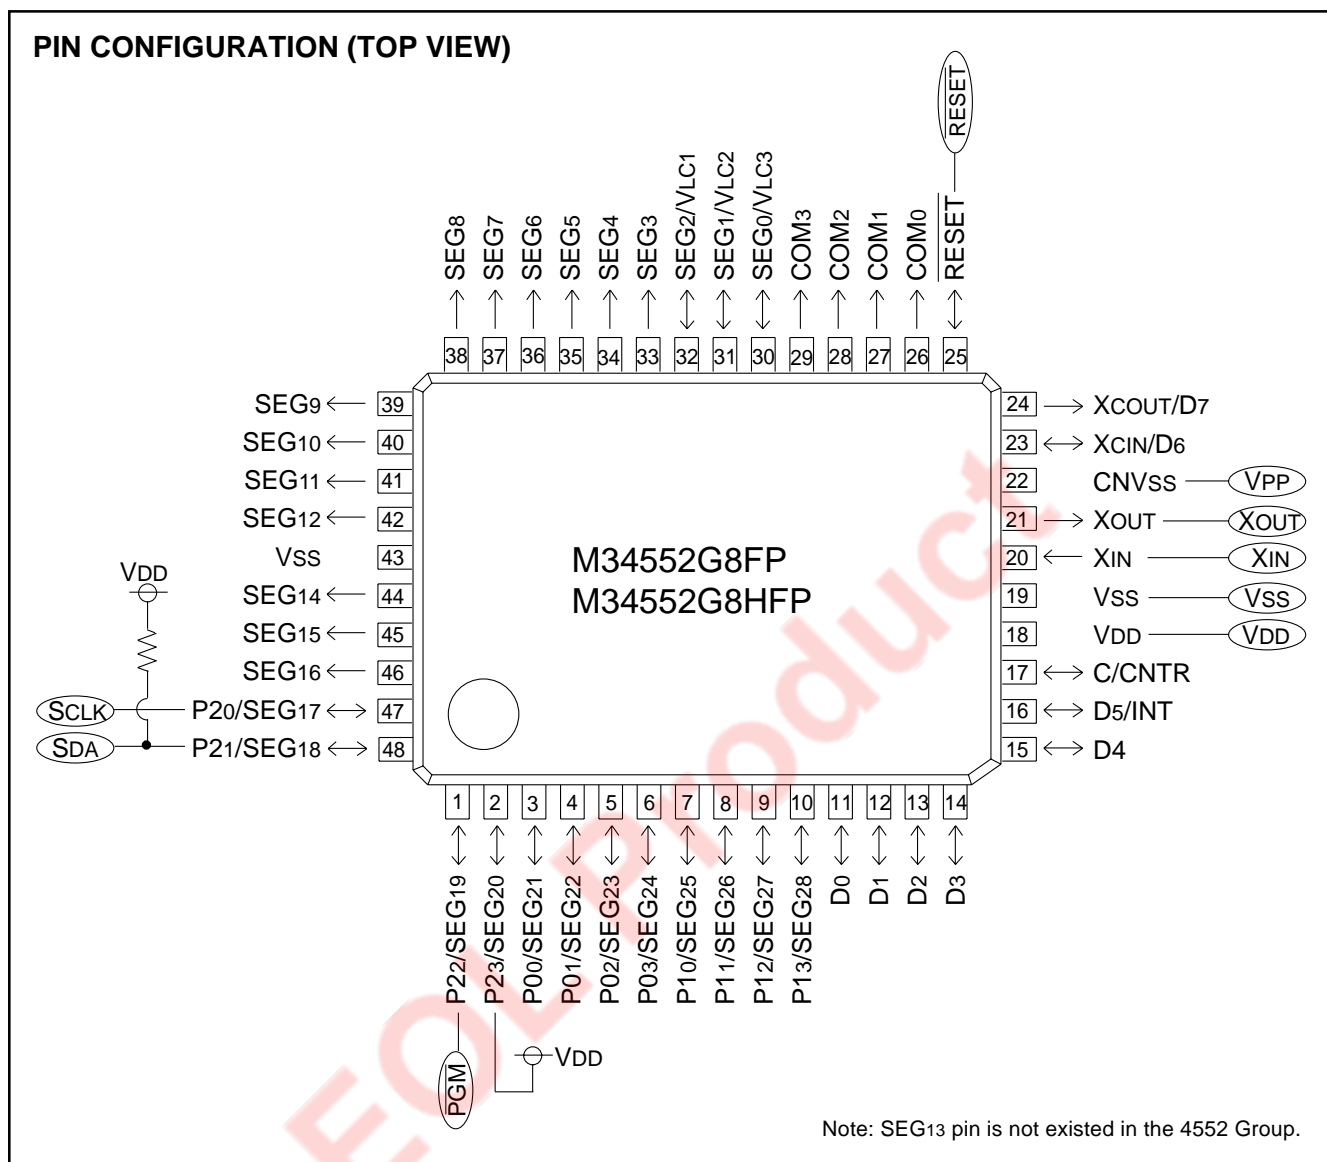 PIN CONFIGURATION (TOP VIEW)
RESET
SEG8
SEG7
SEG6
SEG5
SEG4
SEG3
SEG2/VLC1
SEG1/VLC2
SEG0/VLC3
COM3
COM2
COM1
COM0
RESET
38 37 36 35 34 33 32 31 30 29 28 27 26 25
SEG9 39
SEG10 40
SEG11 41
SEG12 42
VSS 43
SEG14 44
SEG15 45
SEG16 46
SCLK P20/SEG17 47
SDA P21/SEG18 48
VDD
M34552G8FP
M34552G8HFP
24 XCOUT/D7
23 XCIN/D6
22 CNVSS VPP
21 XOUT XOUT
20 XIN XIN
19 VSS VSS
18 VDD VDD
17 C/CNTR
16 D5/INT
15 D4
1 2 3 4 5 6 7 8 9 10 11 12 13 14
P22/SEG19
P23/SEG20
P00/SEG21
P01/SEG22
P02/SEG23
P03/SEG24
P10/SEG25
P11/SEG26
P12/SEG27
P13/SEG28
D0
D1
D2
D3
PGM
VDD
EOL Product
Note: SEG13 pin is not existed in the 4552 Group.